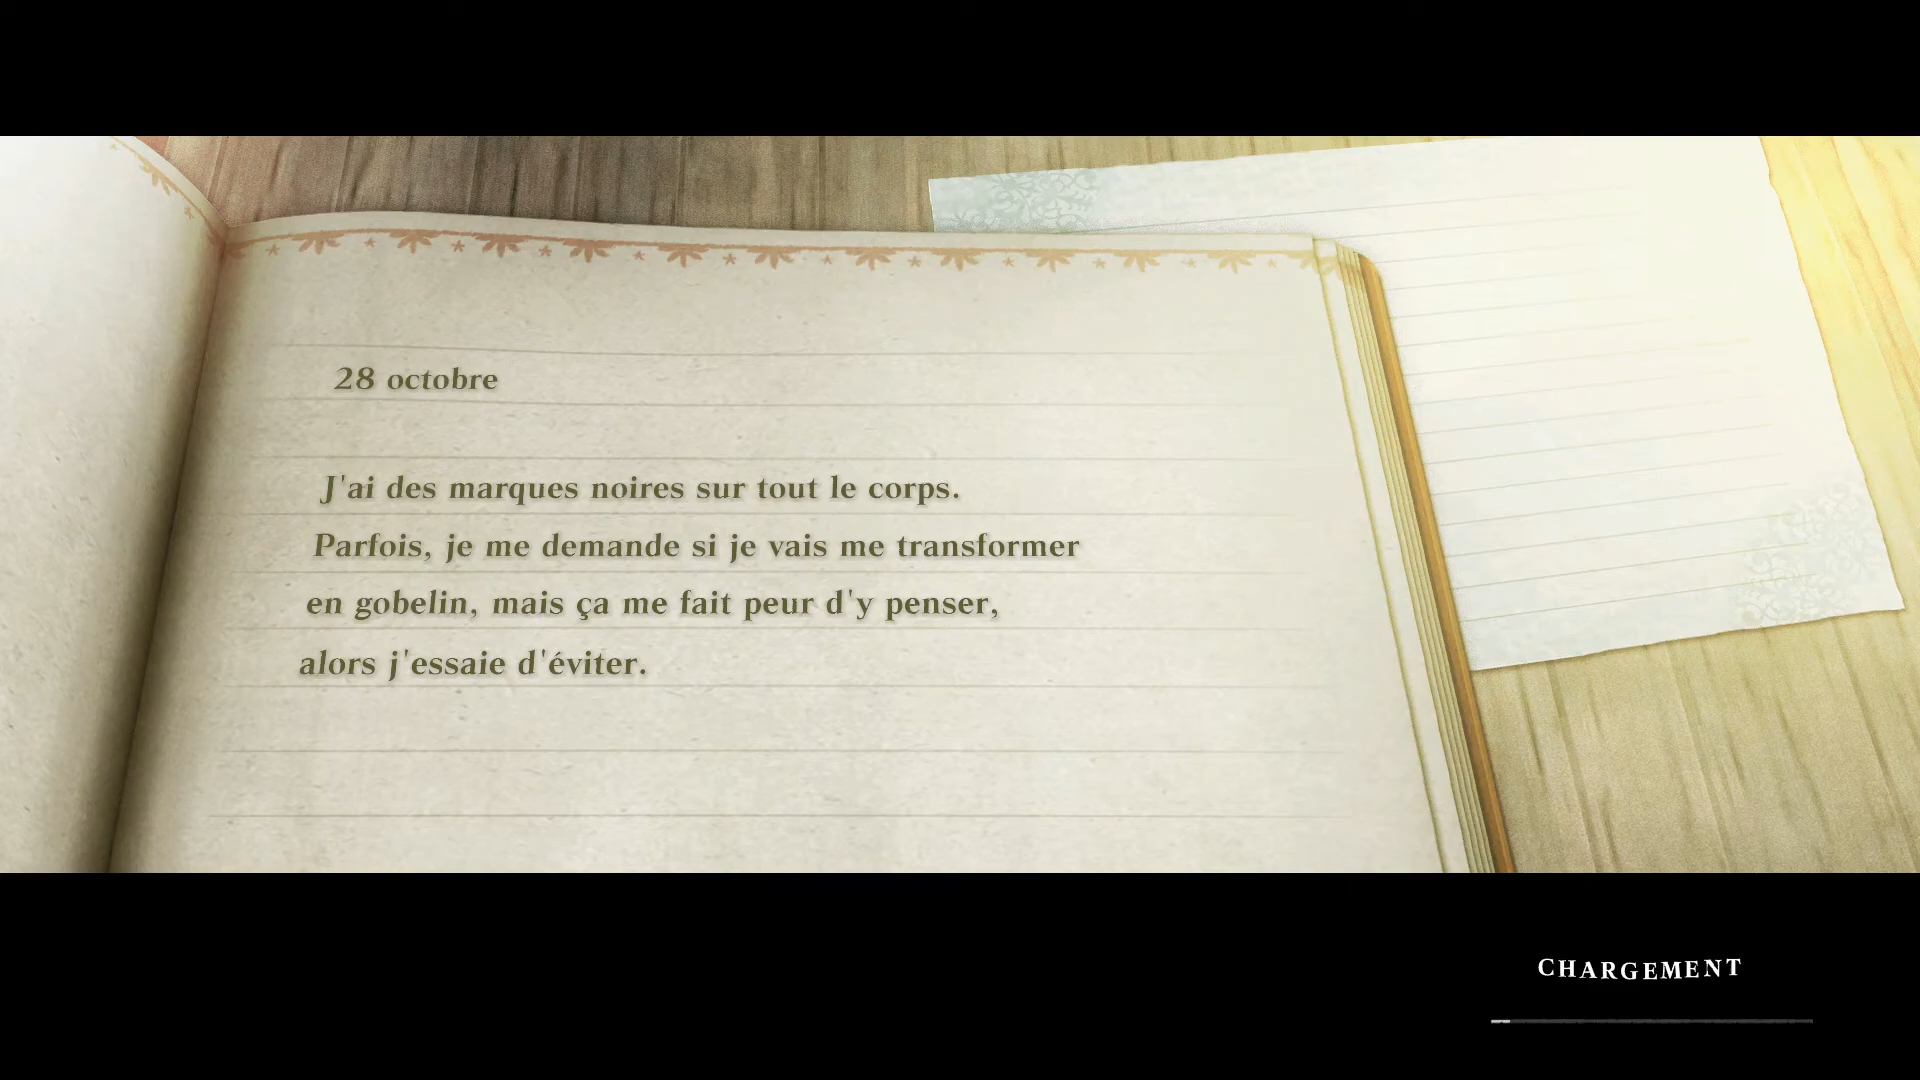 28 octobre
J'ai des marques noires sur tout le corps.
Parfois, je me demande si je vais me transformer
en gobelin, mais ça me fait peur d'y penser,
alors j'essaie d'éviter.
CHARGEMENT